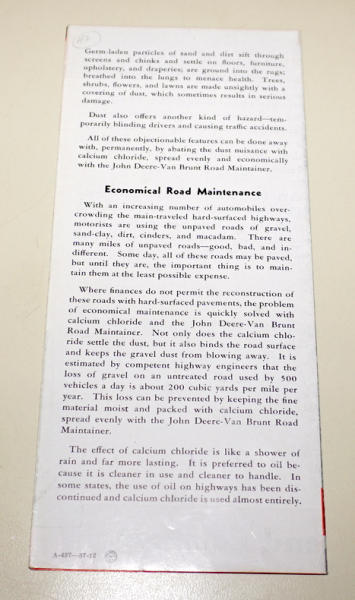 Germ-laden particles of sand and dirt sift through
screens and chinks and settle on floors, furniture,
upholstery, and draperies; are ground into the rugs;
breathed into the lungs to menace health. Trees,
shrubs, flowers, and lawns are made unsightly with a
covering of dust, which sometimes results in serious
damage.
Dust also offers another kind of hazard—tem-
porarily blinding drivers and causing traffic accidents.
All of these objectionable features can be done away
with, permanently, by abating the dust nuisance with
calcium chloride, spread evenly and economically
with the John Deere-Van Brunt Road Maintainer.
Economical Road Maintenance
With an increasing number of automobiles over-
crowding the main-traveled hard-surfaced highways,
motorists are using the unpaved roads of gravel,
sand-clay, dirt, cinders, and macadam. There are
many miles of unpaved roads—good, bad, and in-
different. Some day, all of these roads may be paved,
but until they are, the important thing is to main-
tain them at the least possible expense.
Where finances do not permit the reconstruction of
these roads with hard-surfaced pavements, the problem
of economical maintenance is quickly solved with
calcium chloride and the John Deere-Van Brunt
Road Maintainer. Not only does the calcium chlo-
ride settle the dust, but it also binds the road surface
and keeps the gravel dust from blowing away. It is
estimated by competent highway engineers that the
loss of gravel on an untreated road used by 500
vehicles a day is about 200 cubic yards per mile per
year. This loss can be prevented by keeping the fine
material moist and packed with calcium chloride,
spread evenly with the John Deere-Van Brunt Road
Maintainer.
The effect of calcium chloride is like a shower of
rain and far more lasting. It is preferred to oil be-
cause it is cleaner in use and cleaner to handle. In
some states, the use of oil on highways has been dis-
continued and calcium chloride is used almost entirely.
A-457—37-12